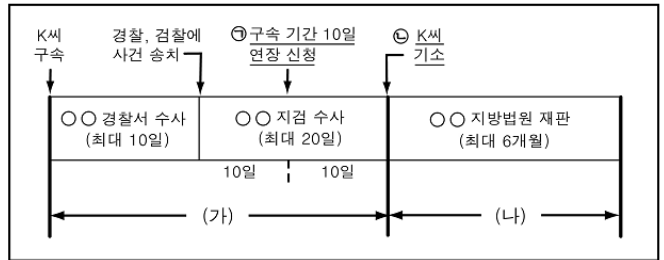 K씨
구속
경찰, 검찰에
사건 송치
㉠구속 기간 10일
연장 신청
㉡ K씨
기소
○○ 경찰서 수사
(최대 10일)
○○ 지검 수사
(최대 20일)
○○ 지방법원 재판
(최대 6개월)
10일
10일
(가)
(나)